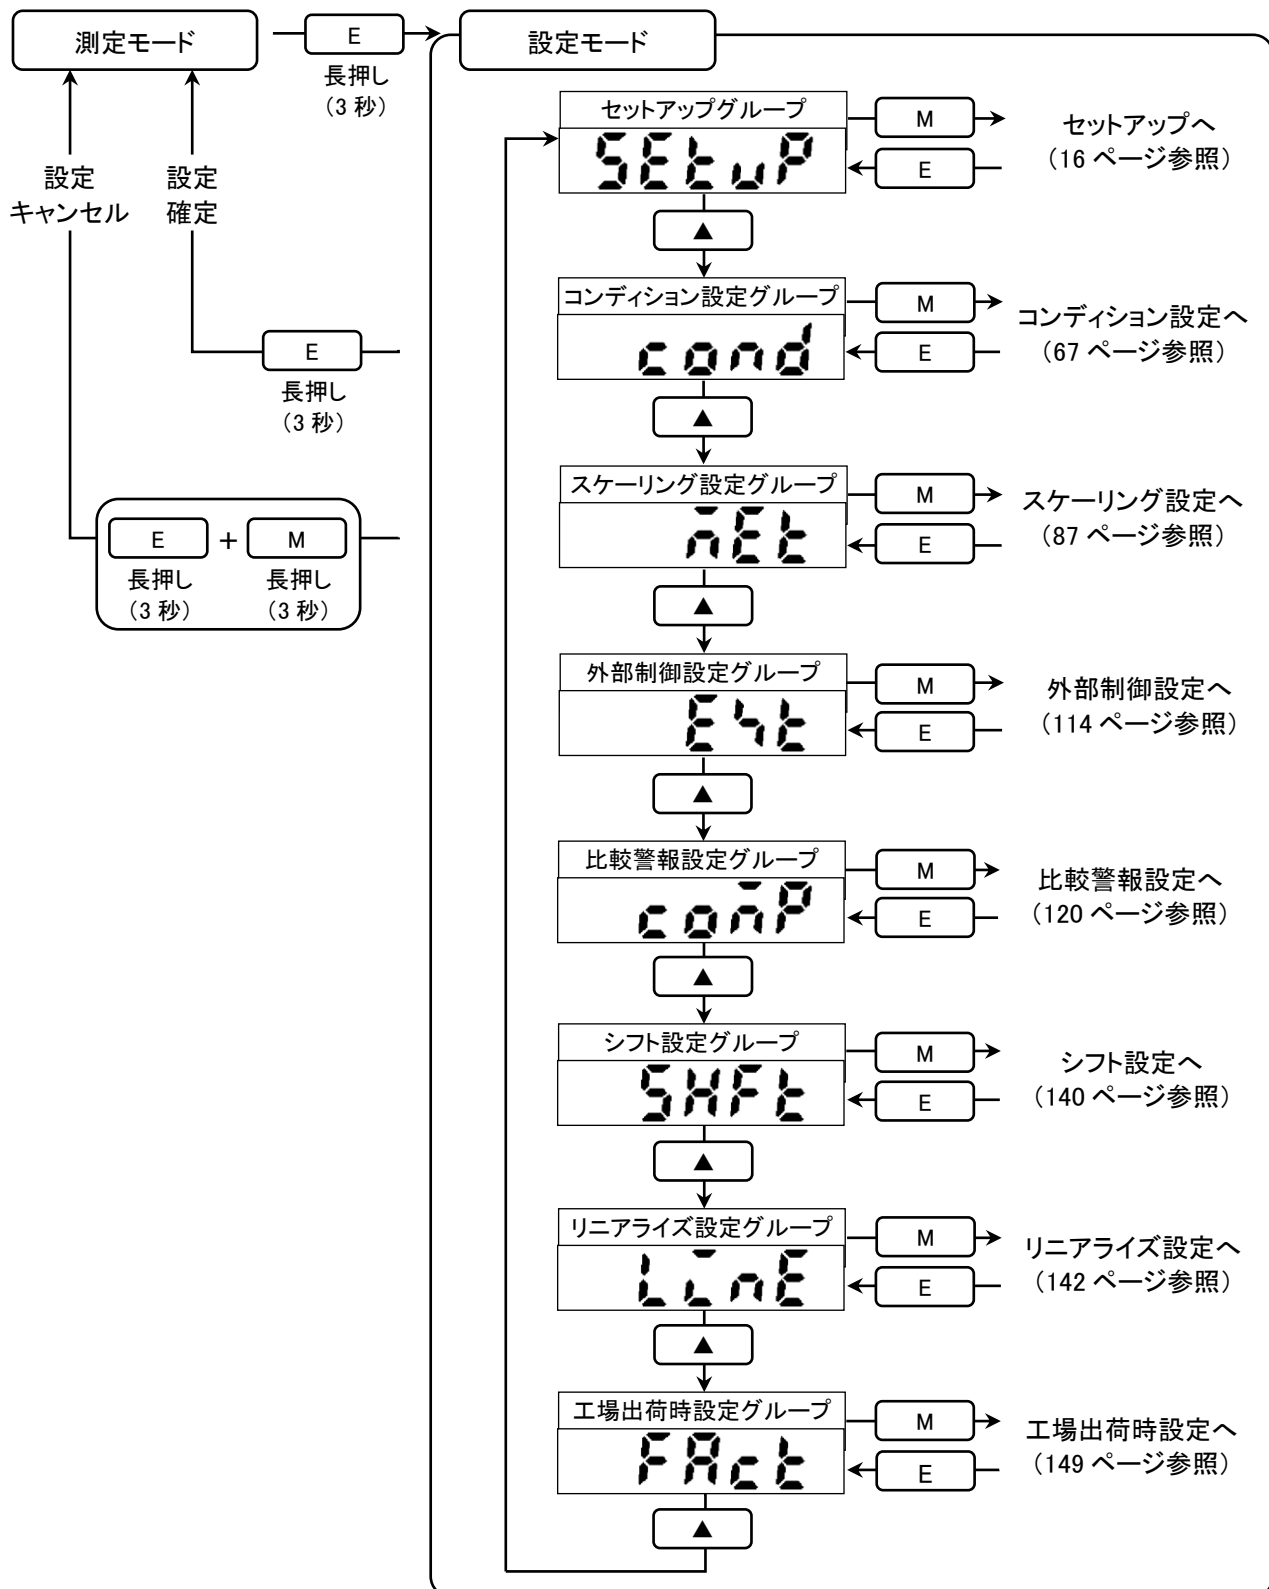 測定モード
E
長押し
（3 秒）
設定モード
設定
キャンセル
設定
確定
E
長押し
（3 秒）
E
+
M
長押し
（3 秒）
長押し
（3 秒）
セットアップグループ
SEtuP
M
E
セットアップへ
（16 ページ参照）
▲
コンディション設定グループ
cond
M
E
コンディション設定へ
（67 ページ参照）
▲
スケーリング設定グループ
mEt
M
E
スケーリング設定へ
（87 ページ参照）
▲
外部制御設定グループ
Ext
M
E
外部制御設定へ
（114 ページ参照）
▲
比較警報設定グループ
comP
M
E
比較警報設定へ
（120 ページ参照）
▲
シフト設定グループ
SHFt
M
E
シフト設定へ
（140 ページ参照）
▲
リニアライズ設定グループ
LinE
M
E
リニアライズ設定へ
（142 ページ参照）
▲
工場出荷時設定グループ
FAct
M
E
工場出荷時設定へ
（149 ページ参照）
▲